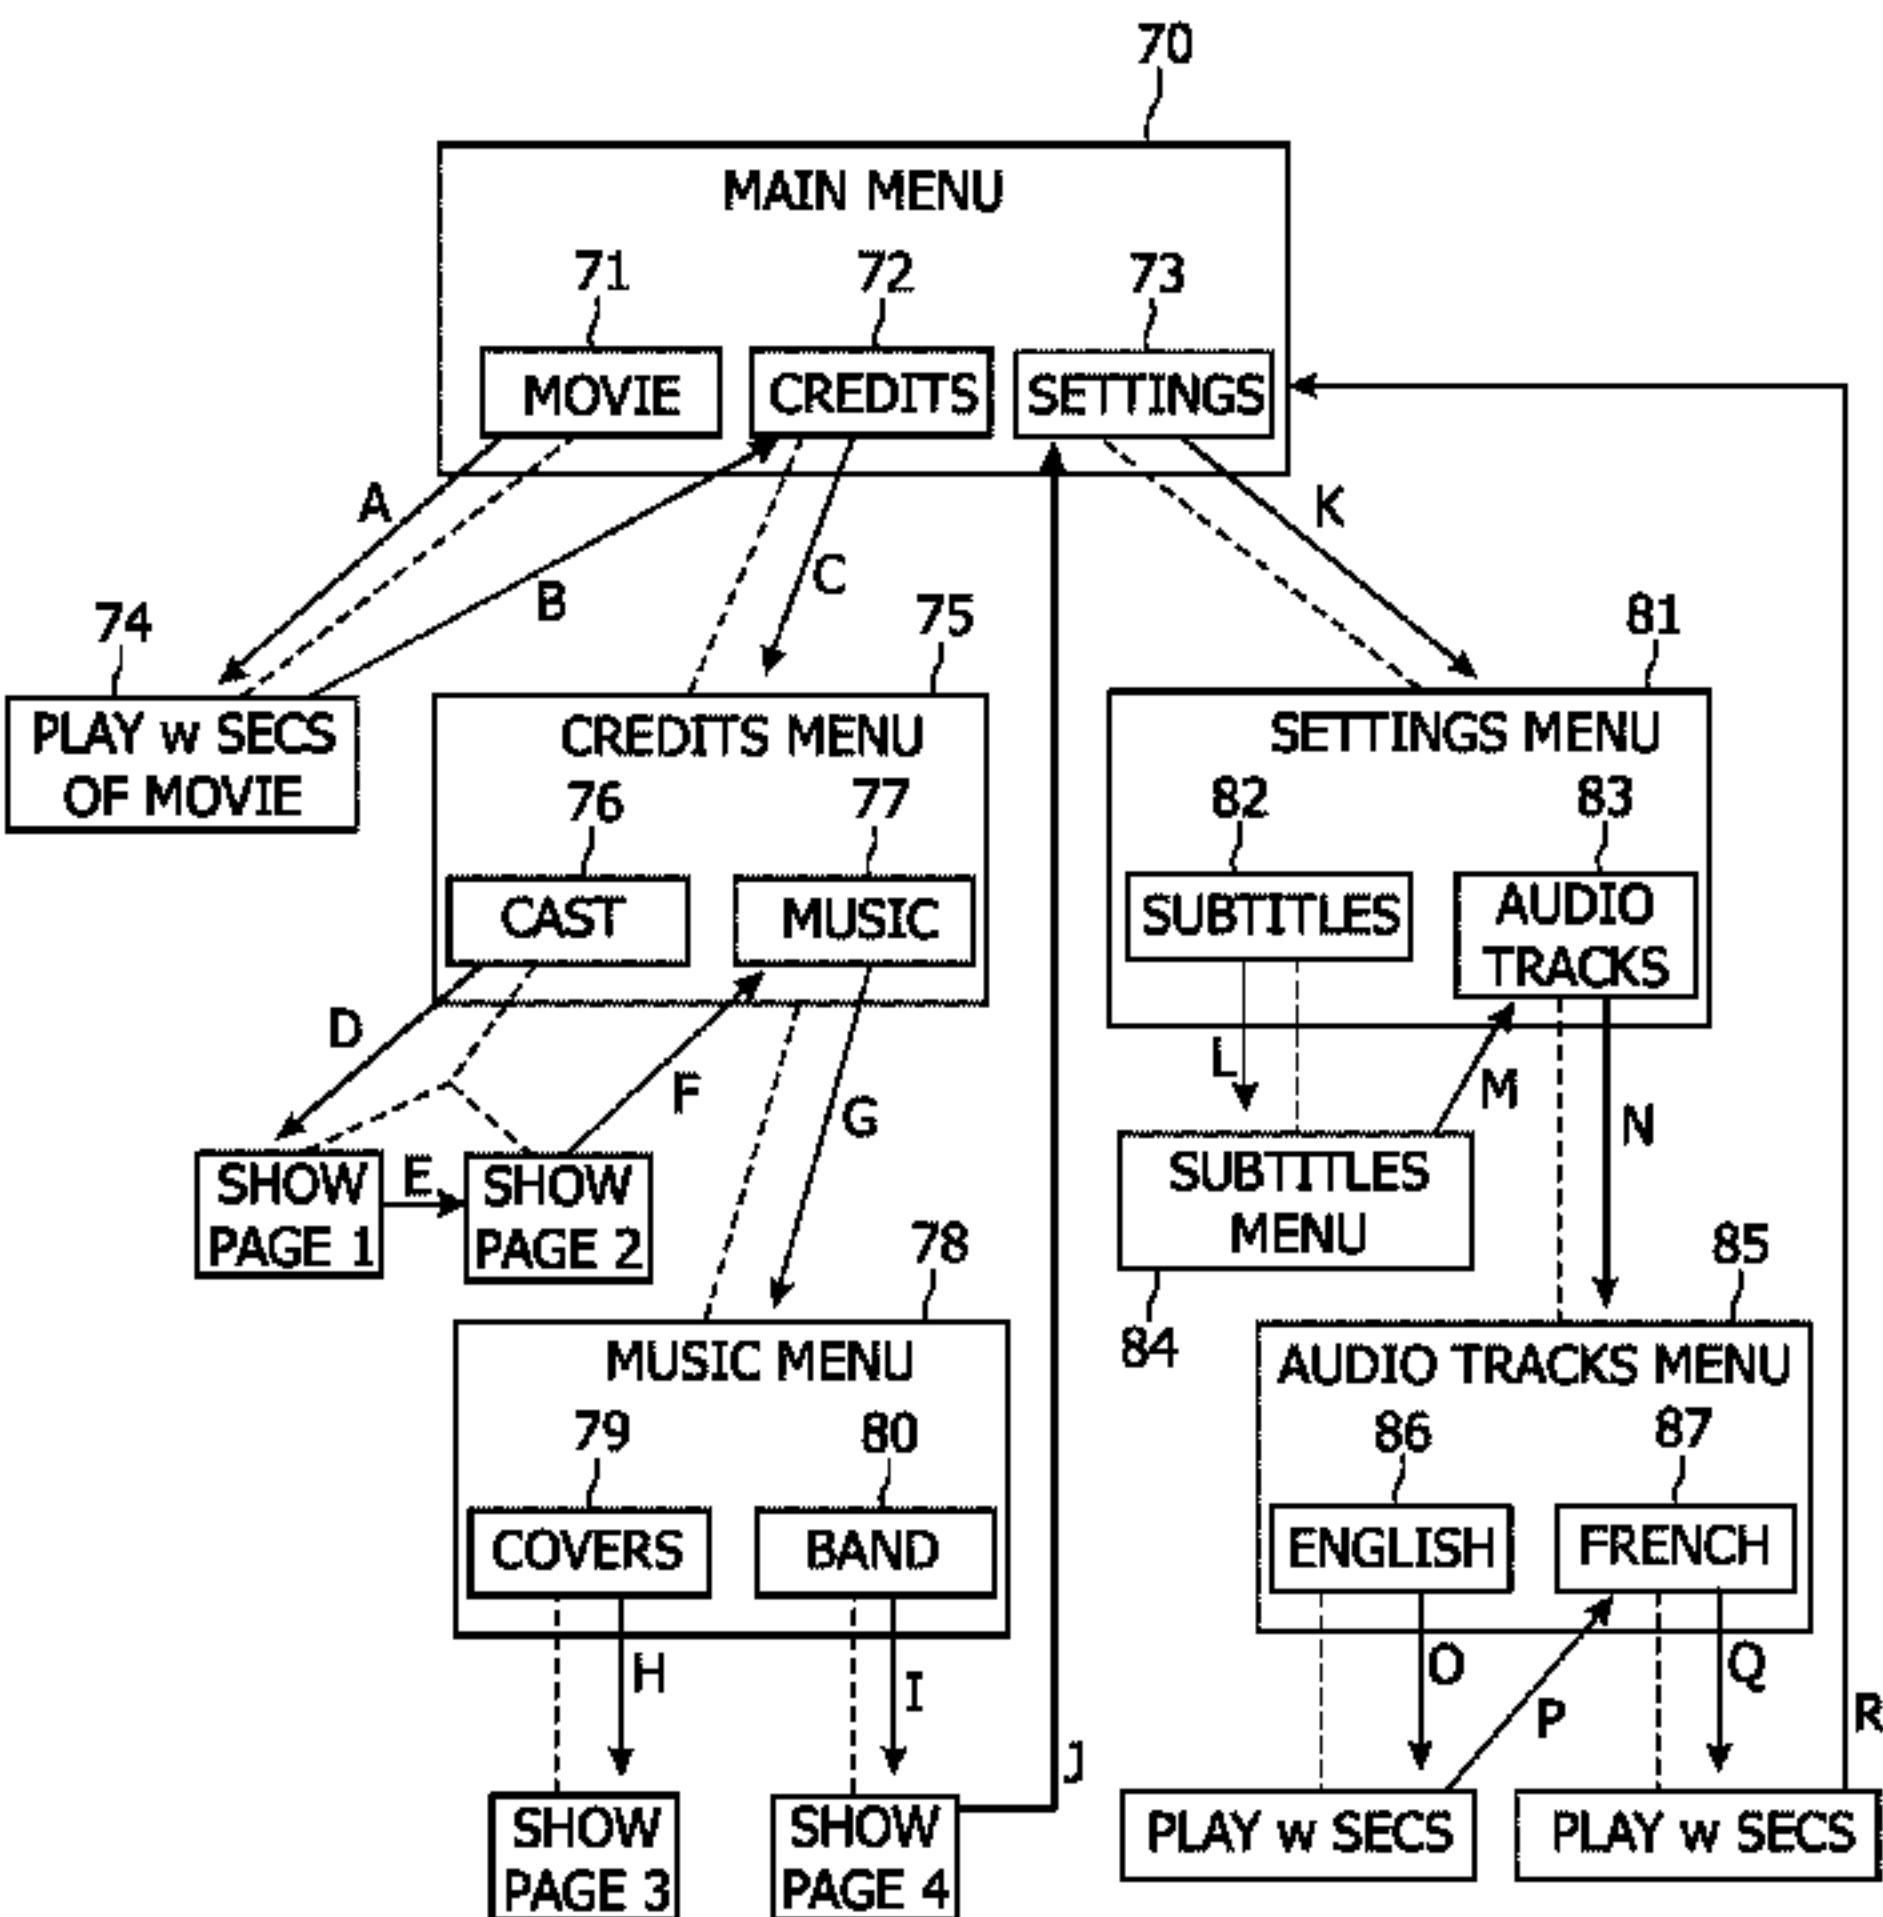 70
MAIN MENU
71
72
73
MOVIE
CREDITS
SETTINGS
A
B
C
K
74
75
81
PLAY w SECS
OF MOVIE
CREDITS MENU
SETTINGS MENU
76
77
82
83
CAST
MUSIC
SUBTITLES
AUDIO
TRACKS
D
F
G
L
M
N
SHOW
PAGE 1
E
SHOW
PAGE 2
SUBTITLES
MENU
84
78
85
MUSIC MENU
AUDIO TRACKS MENU
79
80
86
87
COVERS
BAND
ENGLISH
FRENCH
H
I
J
O
P
Q
R
SHOW
PAGE 3
SHOW
PAGE 4
PLAY w SECS
PLAY w SECS